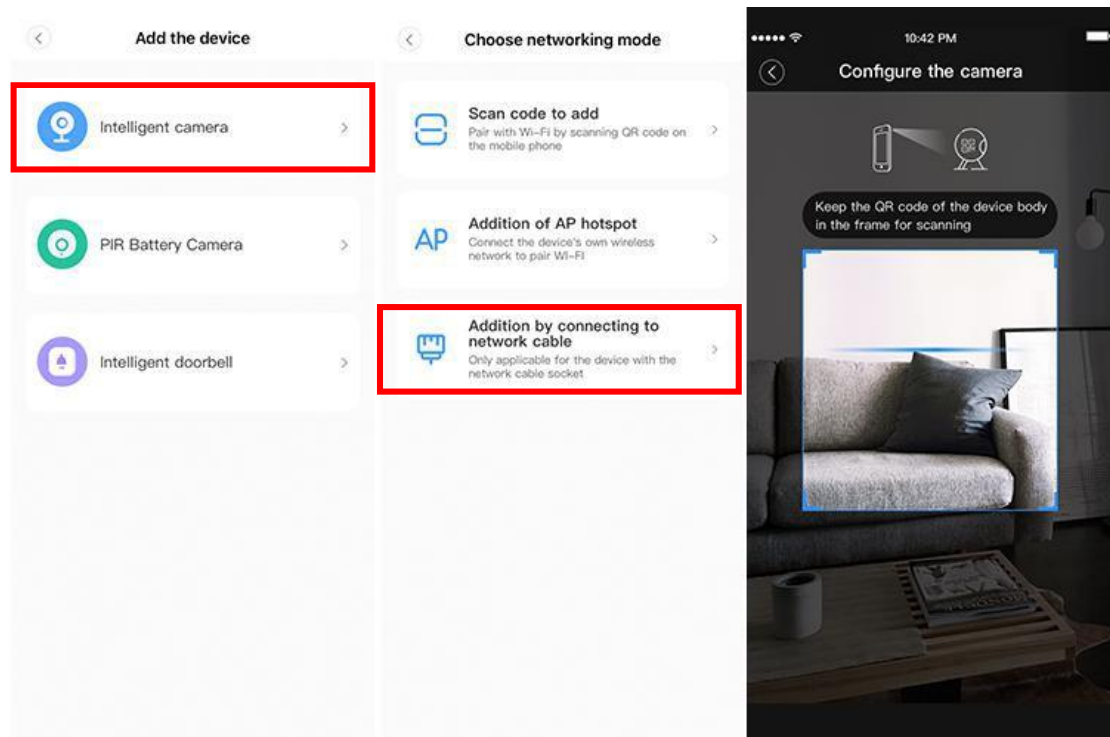 Add the device
Intelligent camera
PIR Battery Camera
Intelligent doorbell
Choose networking mode
Scan code to add
Pair with Wi-Fi by scanning QR code on
the mobile phone
AP
Addition of AP hotspot
Connect the device's own wireless
network to pair WI-FI
Addition by connecting to
network cable
Only applicable for the device with the
network cable socket
10:42 PM
Configure the camera
QR
Keep the QR code of the device body
in the frame for scanning